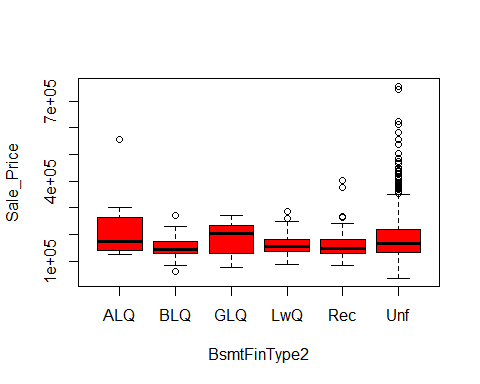 Sale_Price
7e+05
4e+05
1e+05
ALQ BLQ GLQ LwQ Rec Unf
BsmtFinType2